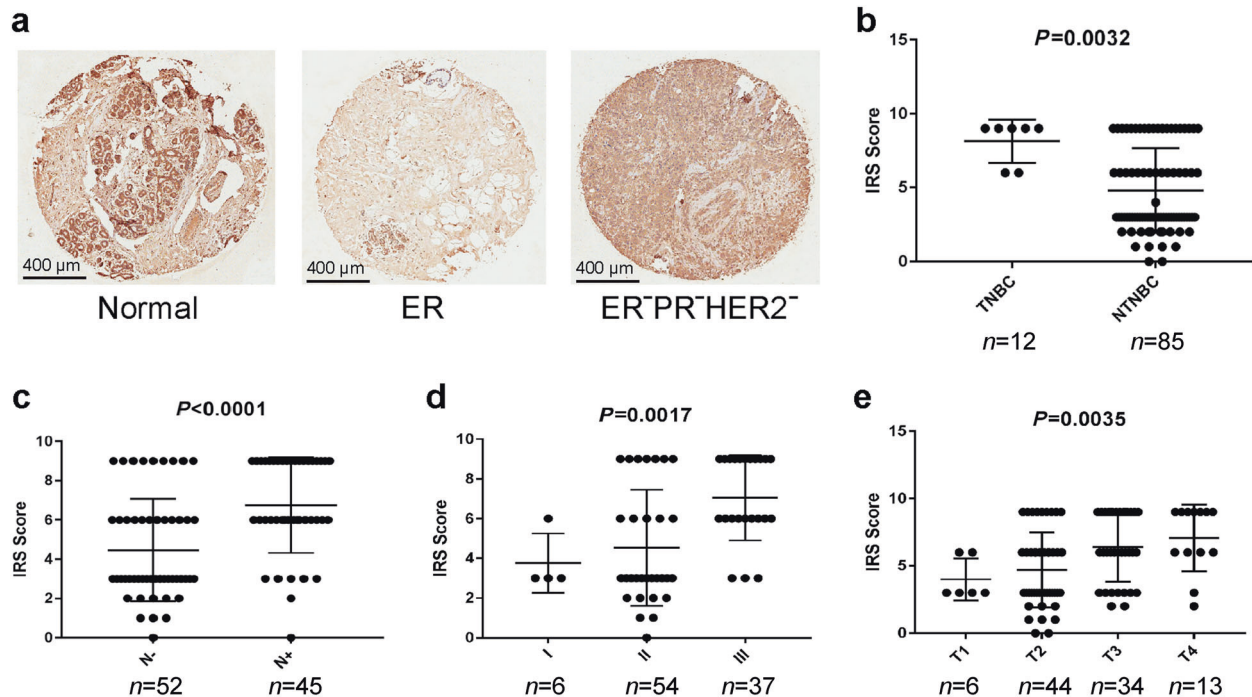 a
400 µm
Normal
400 µm
ER
400 µm
ER⁻PR⁻HER2⁻
b
P=0.0032
IRS Score
15
10
5
0
TNBC
NTNBC
n=12
n=85
c
P<0.0001
IRS Score
10
8
6
4
2
0
N-
N+
n=52
n=45
d
P=0.0017
IRS Score
10
8
6
4
2
0
I
II
III
n=6
n=54
n=37
e
P=0.0035
IRS Score
15
10
5
0
T1
T2
T3
T4
n=6
n=44
n=34
n=13